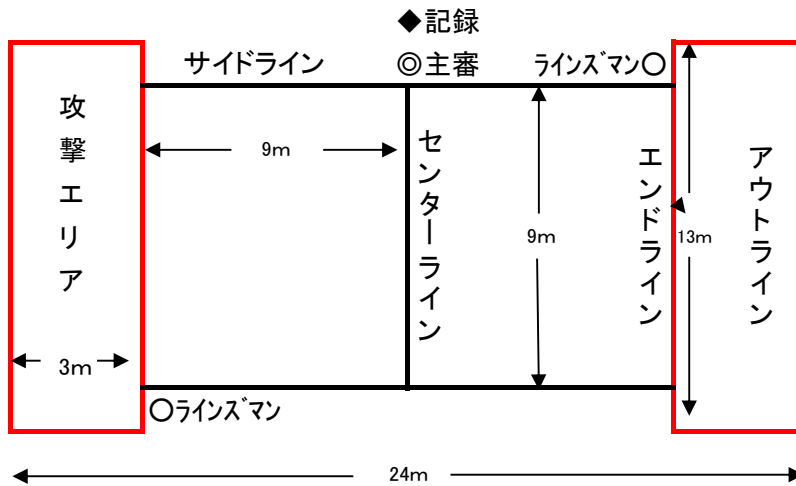 ◆記録
サイドライン
◎主審
ラインズマン○
攻撃エリア
9m
センターライン
9m
エンドライン
13m
アウトライン
3m
○ラインズマン
24m